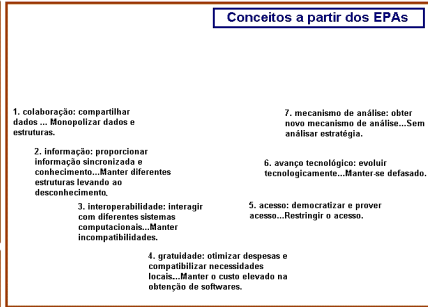 Conceitos a partir dos EPAs
1. colaboração: compartilhar
dados ... Monopolizar dados e
estruturas.
2. informação: proporcionar
informação sincronizada e
conhecimento...Manter diferentes
estruturas levando ao
desconhecimento.
3. interoperabilidade: interagir
com diferentes sistemas
computacionais...Manter
incompatibilidades.
4. gratuidade: otimizar despesas e
compatibilizar necessidades
locais...Manter o custo elevado na
obtenção de softwares.
5. acesso: democratizar e prover
acesso...Restringir o acesso.
6. avanço tecnológico: evoluir
tecnologicamente...Manter-se defasado.
7. mecanismo de análise: obter
novo mecanismo de análise...Sem
análisar estratégia.